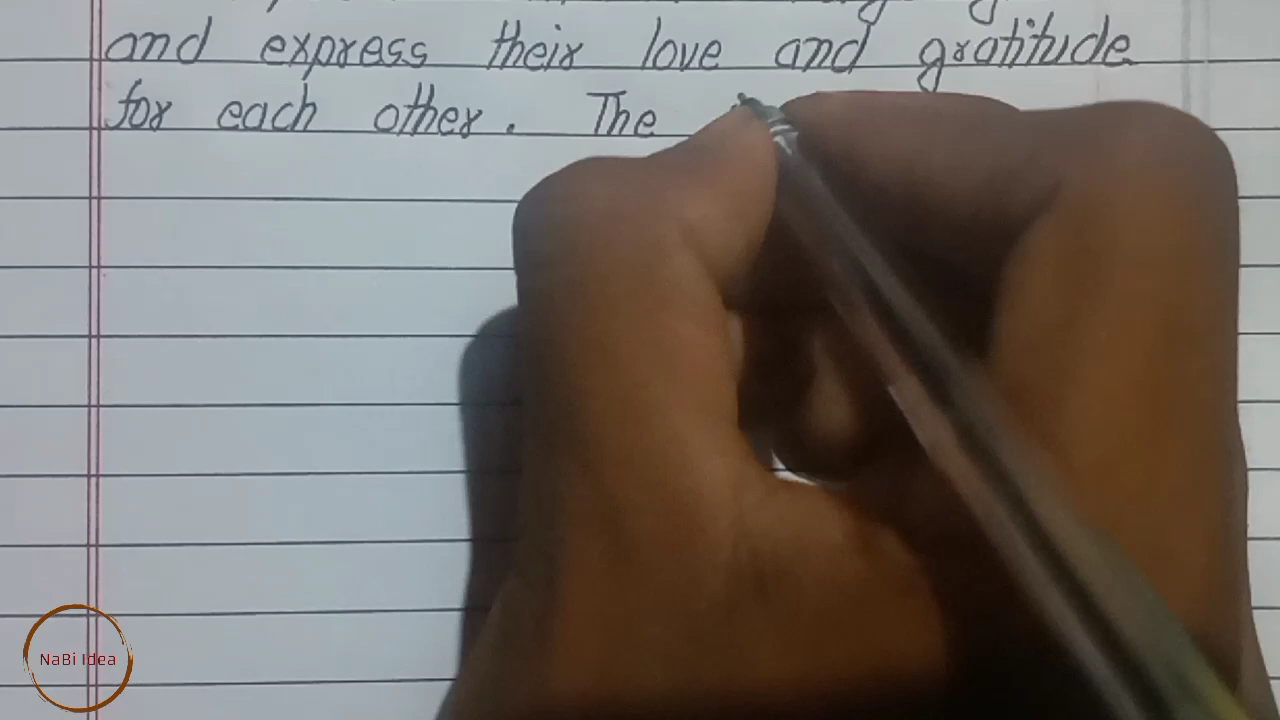 and express their love and gratitude
for each other. The
NaBi Idea